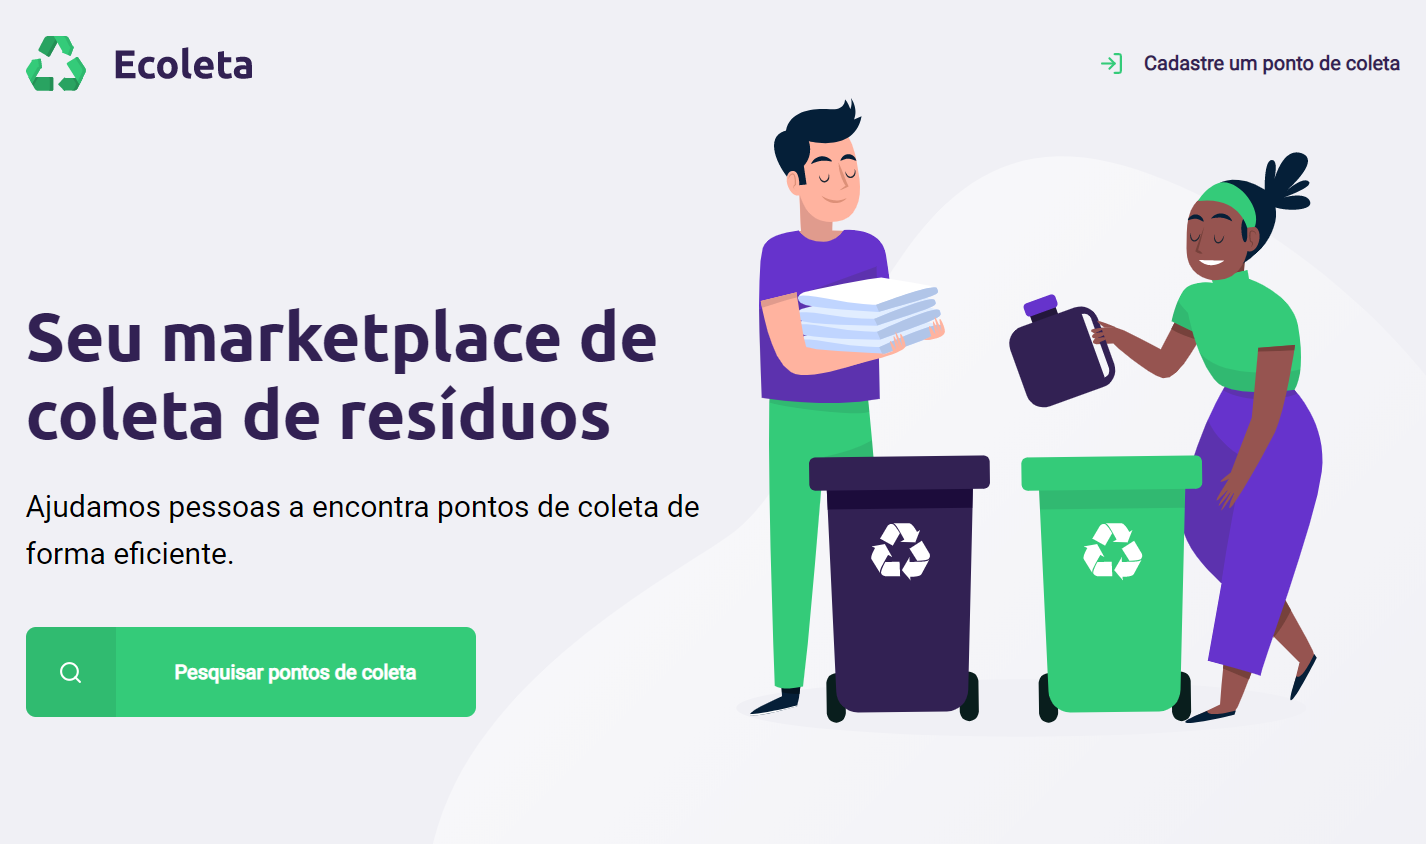 Ecoleta
Cadastre um ponto de coleta
Seu marketplace de
coleta de resíduos
Ajudamos pessoas a encontra pontos de coleta de
forma eficiente.
Pesquisar pontos de coleta